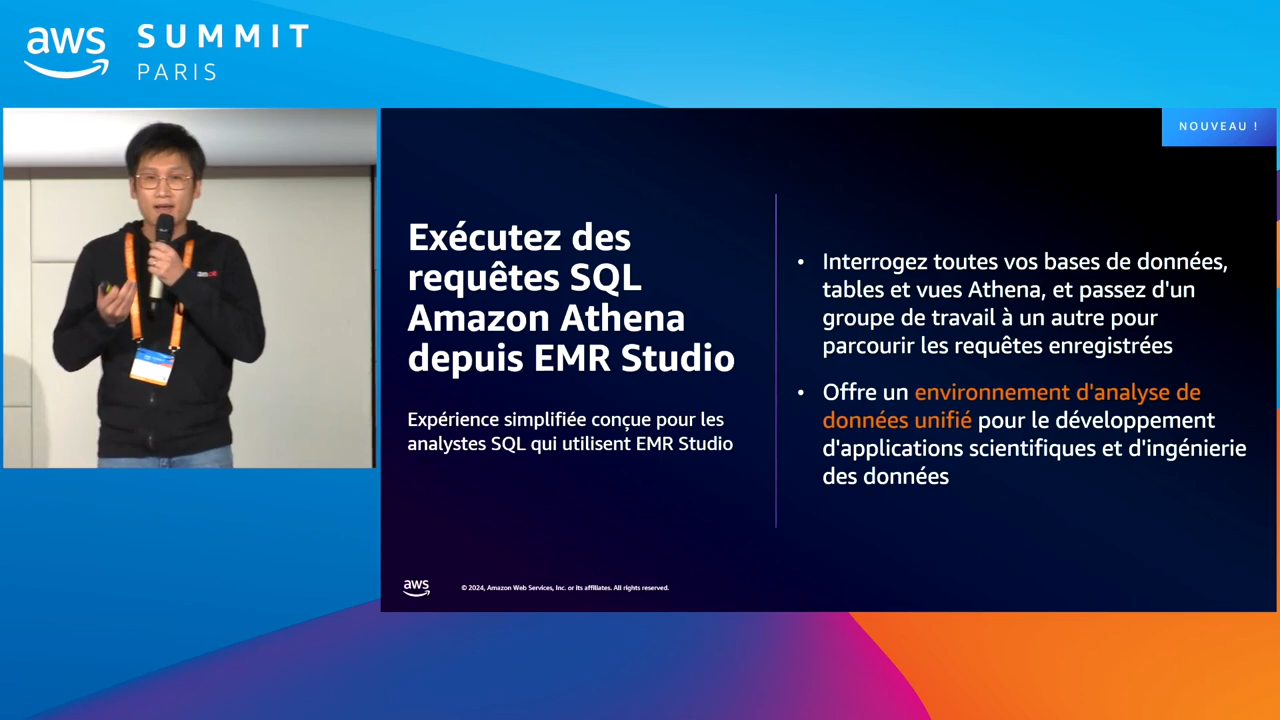 aws
SUMMIT
PARIS
NOUVEAU !
Exécutez des
requêtes SQL
Amazon Athena
depuis EMR Studio
Expérience simplifiée conçue pour les
analystes SQL qui utilisent EMR Studio
• Interrogez toutes vos bases de données,
tables et vues Athena, et passez d'un
groupe de travail à un autre pour
parcourir les requêtes enregistrées
• Offre un environnement d'analyse de
données unifié pour le développement
d'applications scientifiques et d'ingénierie
des données
aws
© 2024, Amazon Web Services, Inc. or its affiliates. All rights reserved.